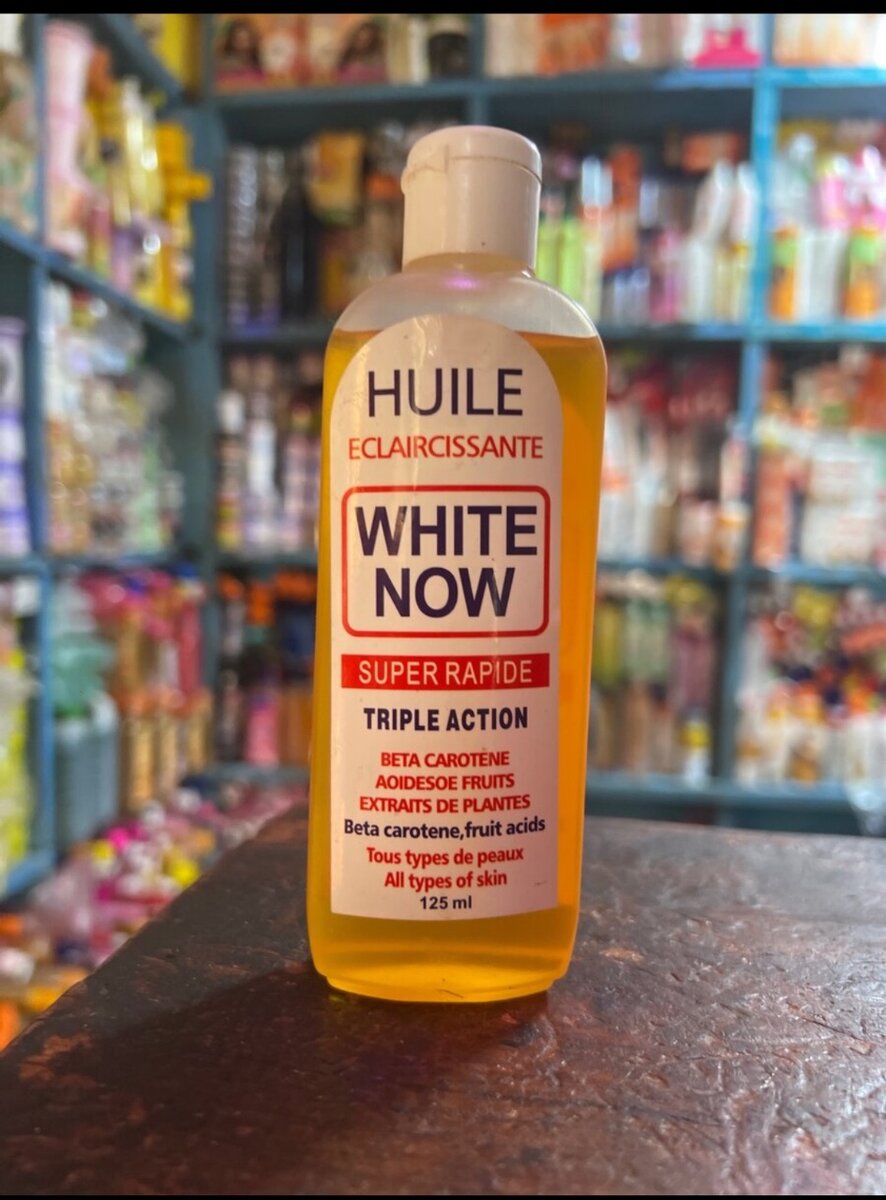 HUILE
ECLAIRCISSANTE
WHITE
NOW
SUPER RAPIDE
TRIPLE ACTION
BETA CAROTENE
AOIDESOE FRUITS
EXTRAITS DE PLANTES
Beta carotene,fruit acids
Tous types de peaux
All types of skin
125 ml